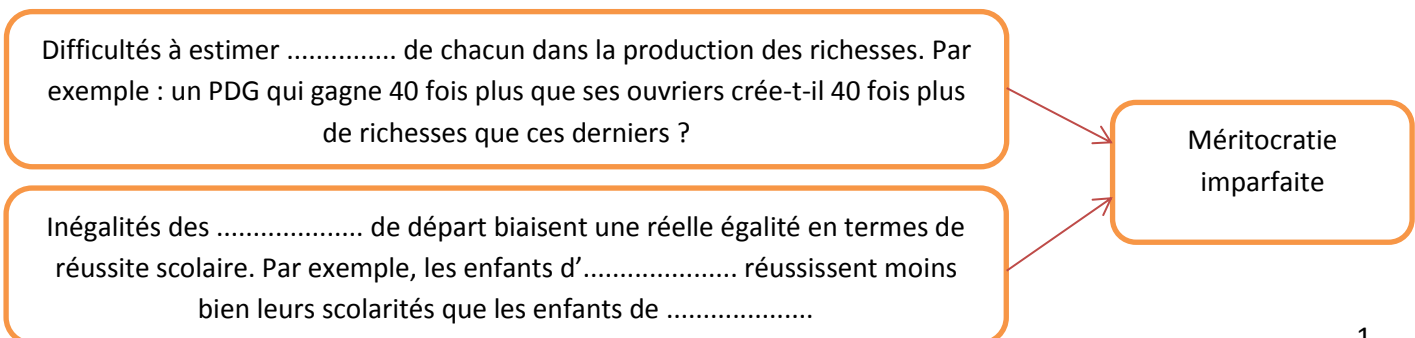 Difficultés à estimer ............... de chacun dans la production des richesses. Par
exemple : un PDG qui gagne 40 fois plus que ses ouvriers crée-t-il 40 fois plus
de richesses que ces derniers ?
Méritocratie
imparfaite
Inégalités des .................... de départ biaisent une réelle égalité en termes de
réussite scolaire. Par exemple, les enfants d’..................... réussissent moins
bien leurs scolarités que les enfants de ....................
1